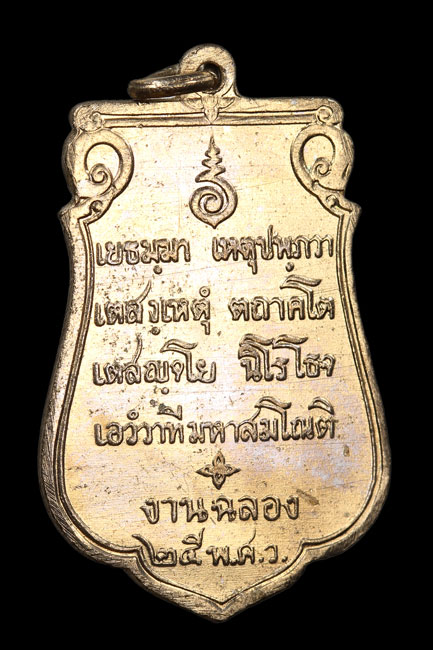 เยธมฺมา เหตุปฺพฺภวา
เตสํ เหตุํ ตถาคโต
เตสญฺจโย นิโรโธจ
เอวํวาที มหาสมโณติ
งานฉลอง
๒๕ พ.ศ.ว.